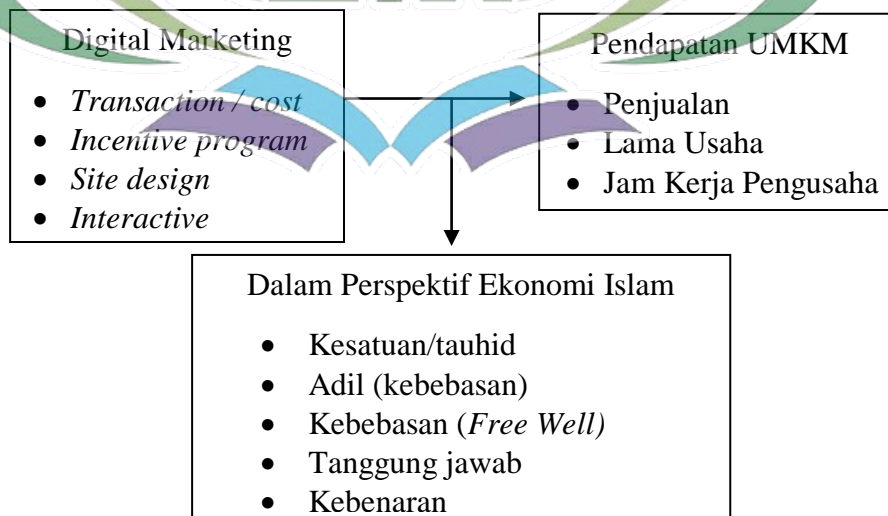 Digital Marketing
• Transaction / cost
• Incentive program
• Site design
• Interactive
Pendapatan UMKM
• Penjualan
• Lama Usaha
• Jam Kerja Pengusaha
Dalam Perspektif Ekonomi Islam
• Kesatuan/tauhid
• Adil (kebebasan)
• Kebebasan (Free Well)
• Tanggung jawab
• Kebenaran